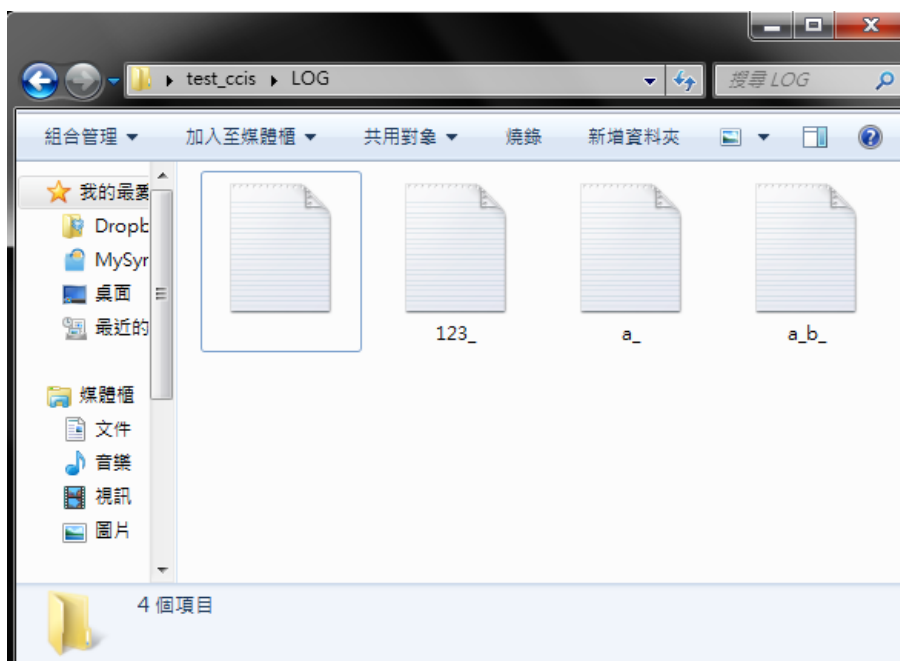 test_ccis ▸ LOG
搜尋 LOG
組合管理 加入至媒體櫃 共用對象 燒錄 新增資料夾
我的最愛
Dropb
MySyn
桌面
最近的
媒體櫃
文件
音樂
視訊
圖片
123_ a_ a_b_
4 個項目